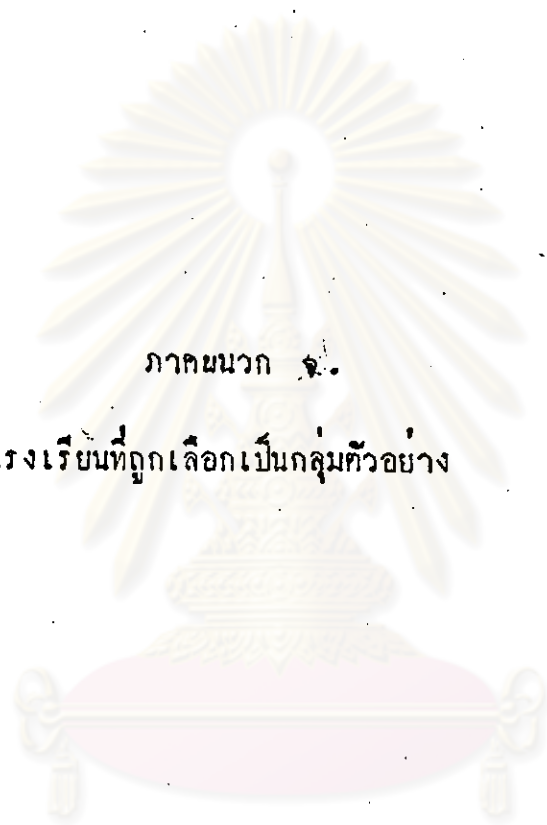 ภาคผนวก จ.
รงเรียนที่ถูกเลือกเป็นกลุ่มตัวอย่าง